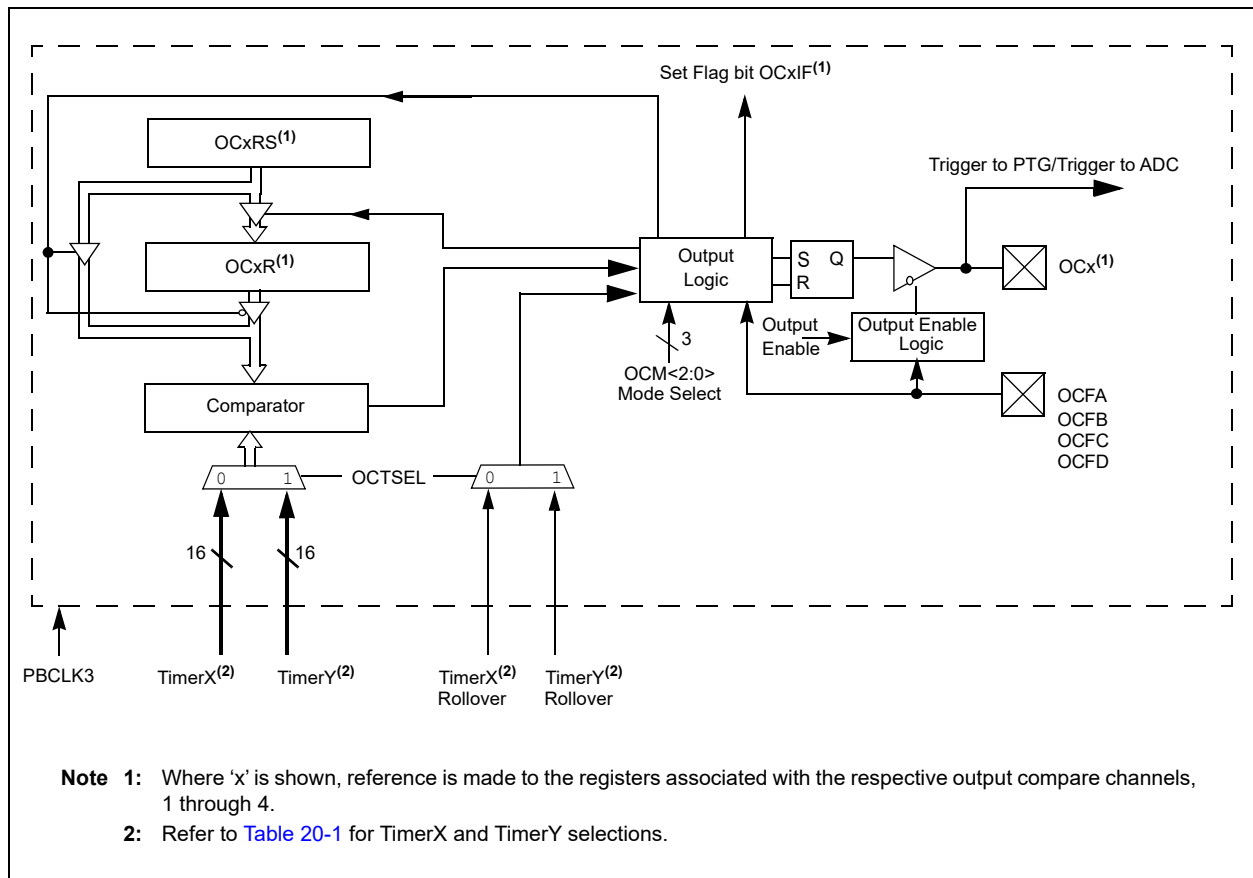 Set Flag bit OCxIF(1)
OCxRS(1)
Trigger to PTG/Trigger to ADC
OCxR(1)
Output
Logic
S Q
R
OCx(1)
Output
Enable
Output Enable
Logic
3
OCM<2:0>
Mode Select
Comparator
OCFA
OCFB
OCFC
OCFD
0 1
OCTSEL
0 1
16
16
PBCLK3
TimerX(2)
TimerY(2)
TimerX(2)
Rollover
TimerY(2)
Rollover
Note 1: Where ‘x’ is shown, reference is made to the registers associated with the respective output compare channels,
1 through 4.
2: Refer to Table 20-1 for TimerX and TimerY selections.